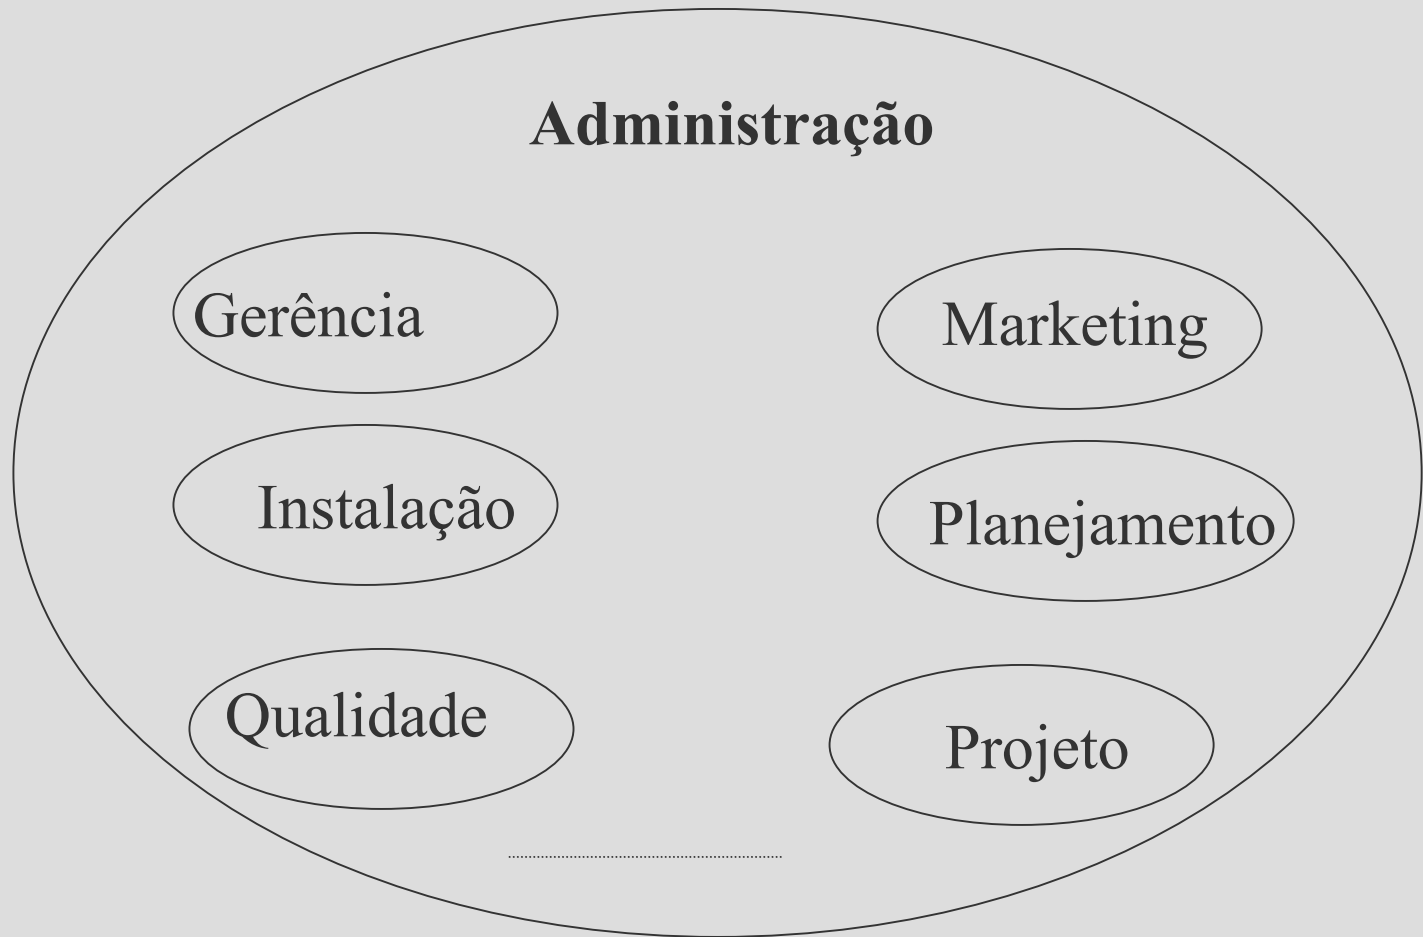 Administração
Gerência
Marketing
Instalação
Planejamento
Qualidade
Projeto